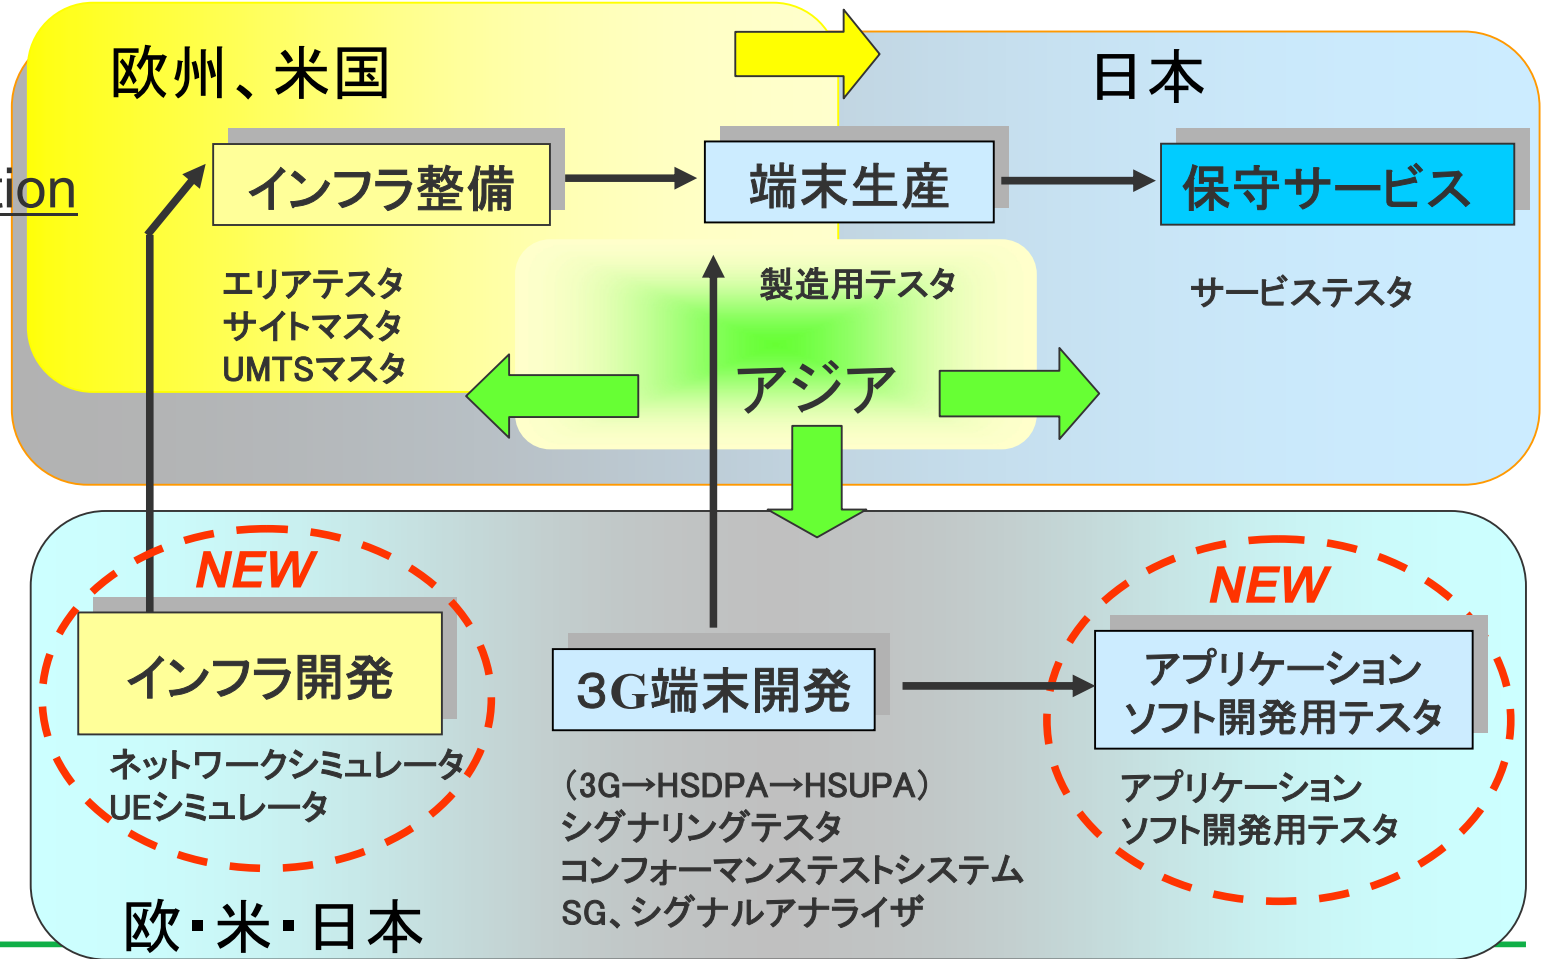 欧州、米国
日本
tion
インフラ整備
端末生産
保守サービス
エリアテスタ
サイトマスタ
UMTSマスタ
製造用テスタ
サービステスタ
アジア
NEW
NEW
インフラ開発
3G端末開発
アプリケーション
ソフト開発用テスタ
ネットワークシミュレータ
UEシミュレータ
(3G→HSDPA→HSUPA)
シグナリングテスタ
コンフォーマンステストシステム
SG、シグナルアナライザ
アプリケーション
ソフト開発用テスタ
欧・米・日本